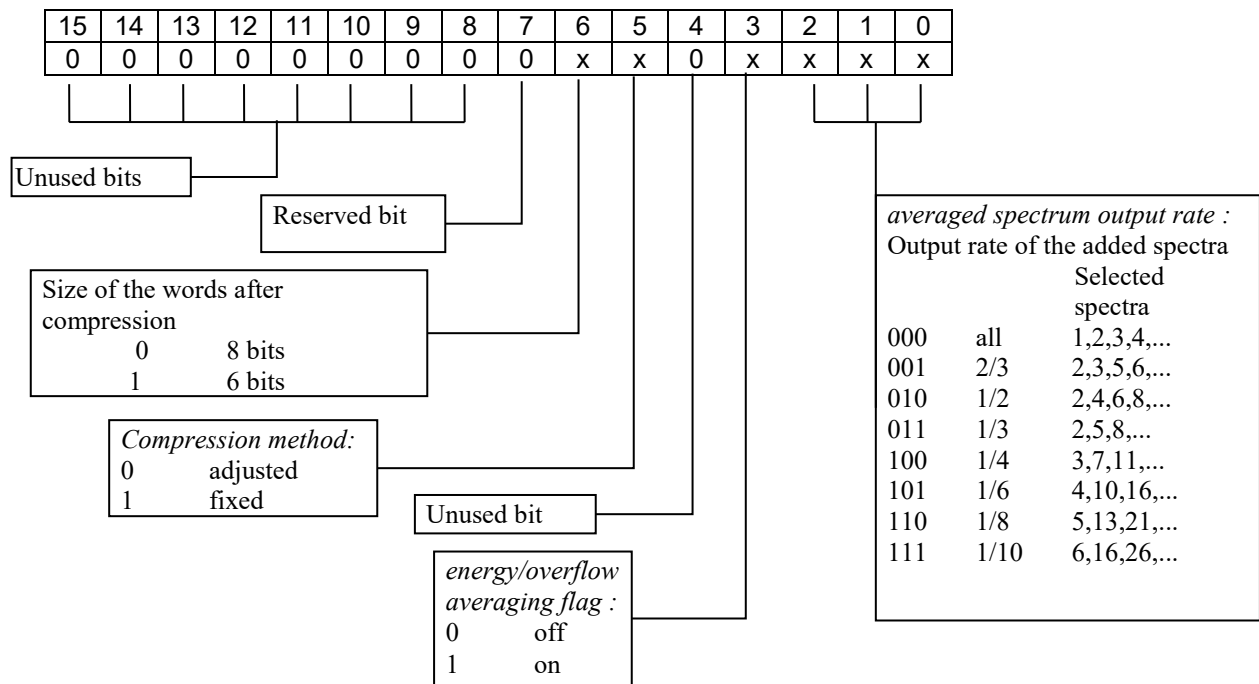 15 14 13 12 11 10 9 8 7 6 5 4 3 2 1 0
0 0 0 0 0 0 0 0 0 x x 0 x x x x
Unused bits
Reserved bit
Size of the words after
compression
0 8 bits
1 6 bits
Compression method:
0 adjusted
1 fixed
Unused bit
energy/overflow
averaging flag :
0 off
1 on
averaged spectrum output rate :
Output rate of the added spectra
Selected
spectra
000 all 1,2,3,4,...
001 2/3 2,3,5,6,...
010 1/2 2,4,6,8,...
011 1/3 2,5,8,...
100 1/4 3,7,11,...
101 1/6 4,10,16,...
110 1/8 5,13,21,...
111 1/10 6,16,26,...